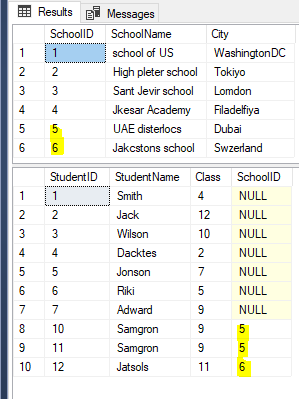 Results Messages
SchoolID SchoolName City
1 1 school of US WashingtonDC
2 2 High pleter school Tokiyo
3 3 Sant Jevir school Lomdon
4 4 Jkesar Academy Filadelfiya
5 5 UAE disterlocs Dubai
6 6 Jakcstons school Swzerland
StudentID StudentName Class SchoolID
1 1 Smith 4 NULL
2 2 Jack 12 NULL
3 3 Wilson 10 NULL
4 4 Dacktes 2 NULL
5 5 Jonson 7 NULL
6 6 Riki 5 NULL
7 7 Adward 9 NULL
8 10 Samgron 9 5
9 11 Samgron 9 5
10 12 Jatsols 11 6